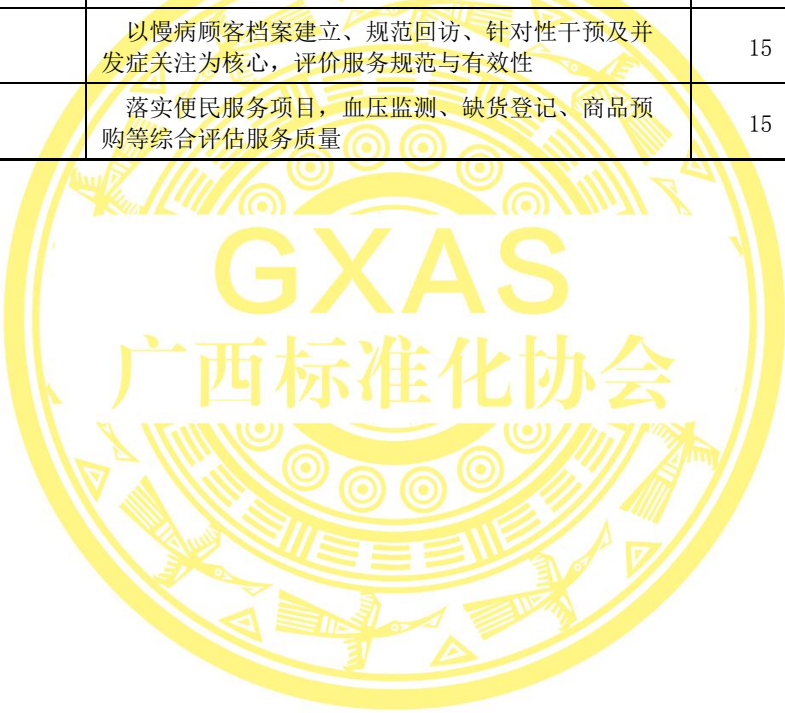 以慢病顾客档案建立、规范回访、针对性干预及并
发症关注为核心，评价服务规范与有效性
15
落实便民服务项目，血压监测、缺货登记、商品预
购等综合评估服务质量
15
GXAS
广西标准化协会